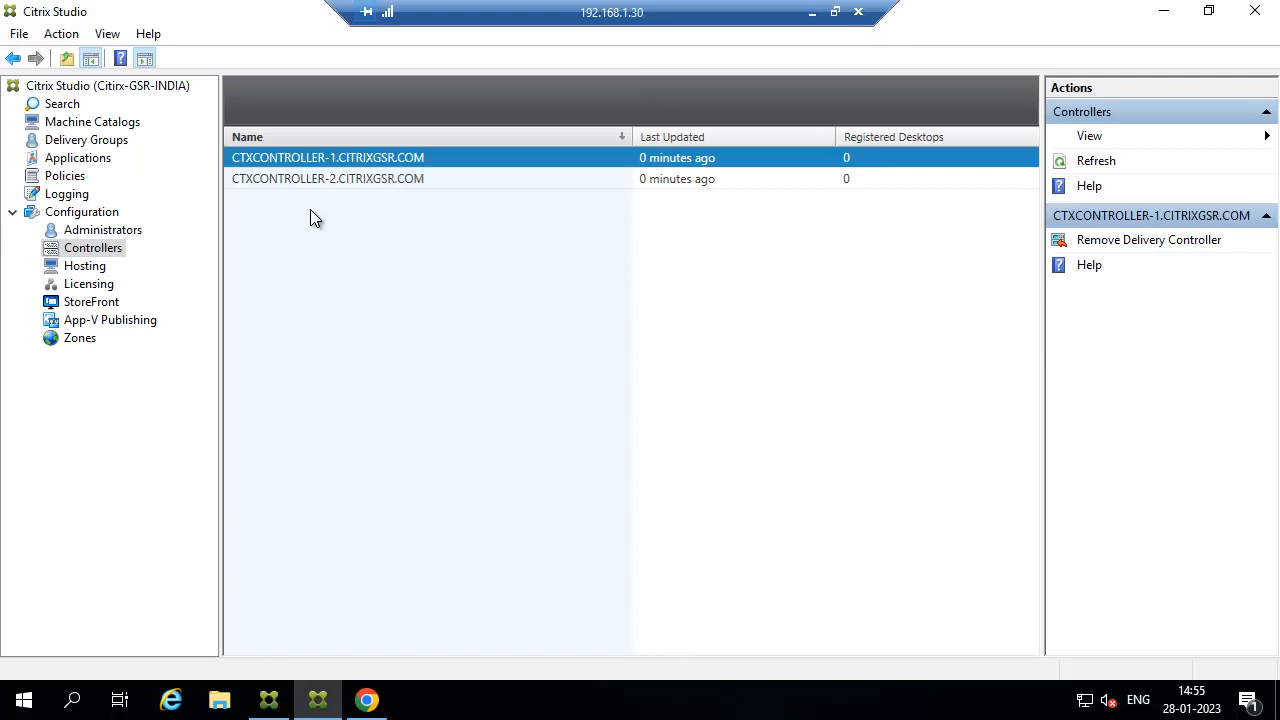 Citrix Studio
192.168.1.30
File Action View Help
Citrix Studio (Citirx-GSR-INDIA)
Search
Machine Catalogs
Delivery Groups
Applications
Policies
Logging
Configuration
Administrators
Controllers
Hosting
Licensing
StoreFront
App-V Publishing
Zones
Name Last Updated Registered Desktops
CTXCONTROLLER-1.CITRIXGSR.COM 0 minutes ago 0
CTXCONTROLLER-2.CITRIXGSR.COM 0 minutes ago 0
Actions
Controllers
View
Refresh
Help
CTXCONTROLLER-1.CITRIXGSR.COM
Remove Delivery Controller
Help
ENG
14:55
28-01-2023
1